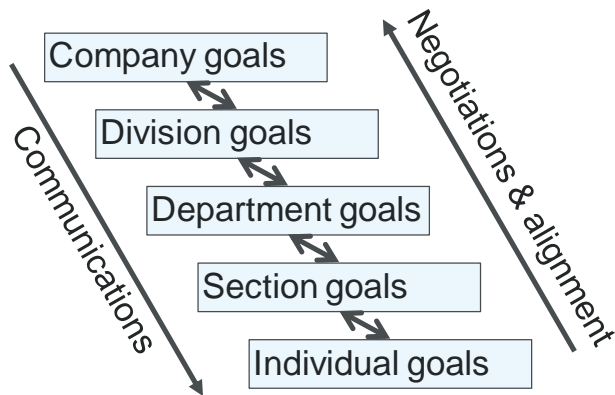 Company goals
Division goals
Department goals
Section goals
Individual goals
Communications
Negotiations & alignment